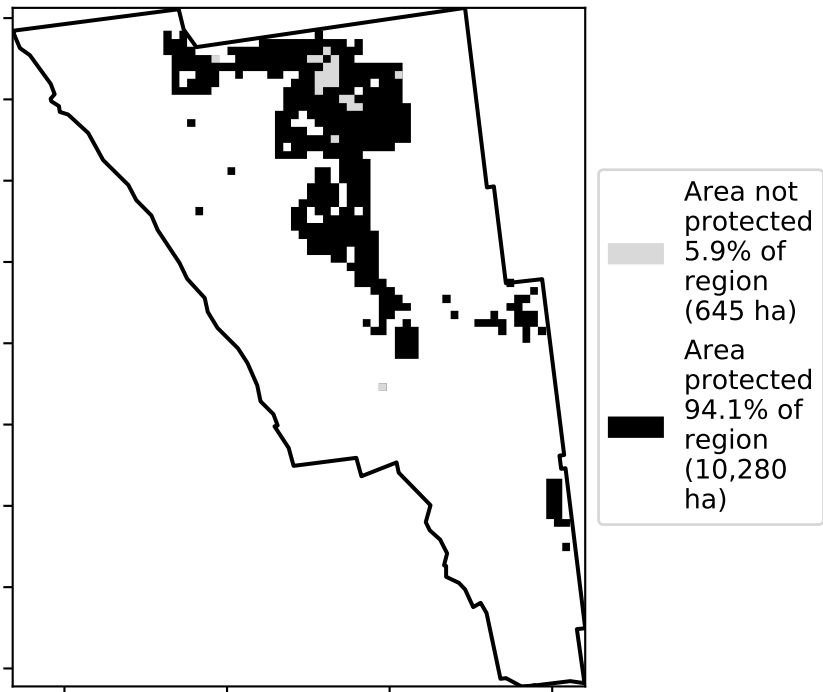 Area not
protected
5.9% of
region
(645 ha)
Area
protected
94.1% of
region
(10,280
ha)